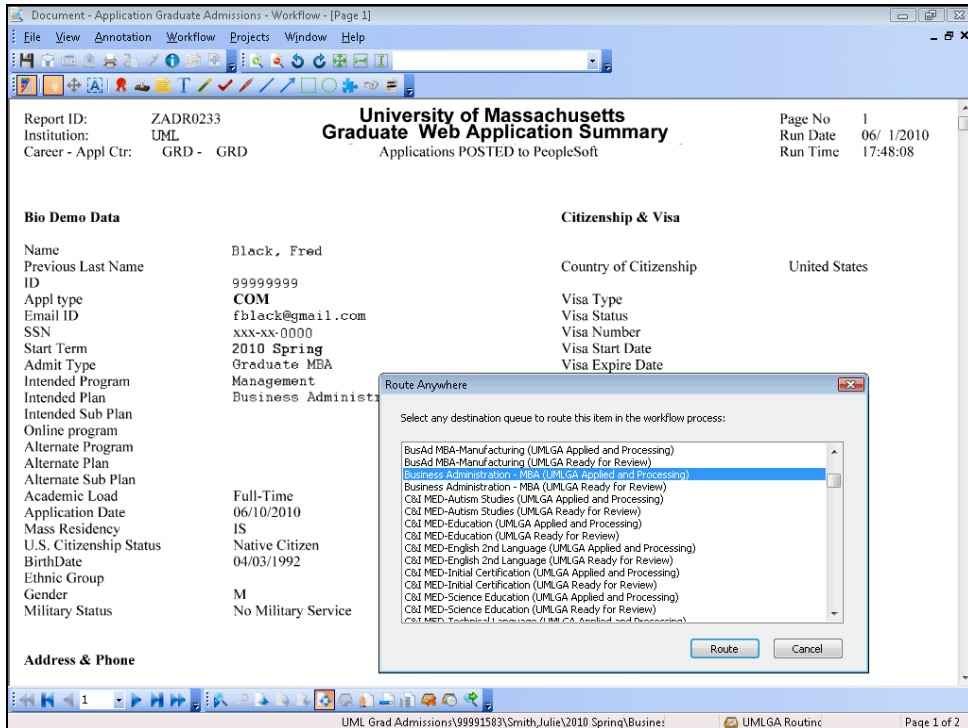 Document - Application Graduate Admissions - Workflow - [Page 1]
File View Annotation Workflow Projects Window Help
Report ID: ZADR0233 University of Massachusetts Page No 1
Institution: UML Graduate Web Application Summary Run Date 06/ 1/2010
Career - Appl Ctr: GRD - GRD Applications POSTED to PeopleSoft Run Time 17:48:08
Bio Demo Data Citizenship & Visa
Name Black, Fred
Previous Last Name Country of Citizenship United States
ID 99999999
Appl type COM Visa Type
Email ID fblack@gmail.com Visa Status
SSN xxx-xx-0000 Visa Number
Start Term 2010 Spring Visa Start Date
Admit Type Graduate MBA Visa Expire Date
Intended Program Management
Intended Plan Business Administr
Intended Sub Plan
Online program
Alternate Program
Alternate Plan
Alternate Sub Plan
Academic Load Full-Time
Application Date 06/10/2010
Mass Residency IS
U.S. Citizenship Status Native Citizen
BirthDate 04/03/1992
Ethnic Group
Gender M
Military Status No Military Service
Address & Phone
Route Anywhere
Select any destination queue to route this item in the workflow process:
BusAd MBA-Manufacturing (UMLGA Applied and Processing)
BusAd MBA-Manufacturing (UMLGA Ready for Review)
Business Administration - MBA (UMLGA Applied and Processing)
Business Administration - MBA (UMLGA Ready for Review)
C&I MED-Autism Studies (UMLGA Applied and Processing)
C&I MED-Autism Studies (UMLGA Ready for Review)
C&I MED-Education (UMLGA Applied and Processing)
C&I MED-Education (UMLGA Ready for Review)
C&I MED-English 2nd Language (UMLGA Applied and Processing)
C&I MED-English 2nd Language (UMLGA Ready for Review)
C&I MED-Initial Certification (UMLGA Applied and Processing)
C&I MED-Initial Certification (UMLGA Ready for Review)
C&I MED-Science Education (UMLGA Applied and Processing)
C&I MED-Science Education (UMLGA Ready for Review)
C&I MED-Technical Language (UMLGA Applied and Processing)
Route Cancel
1
UML Grad Admissions\99991583\Smith,Julie\2010 Spring\Busine: UMLGA Routinc Page 1 of 2